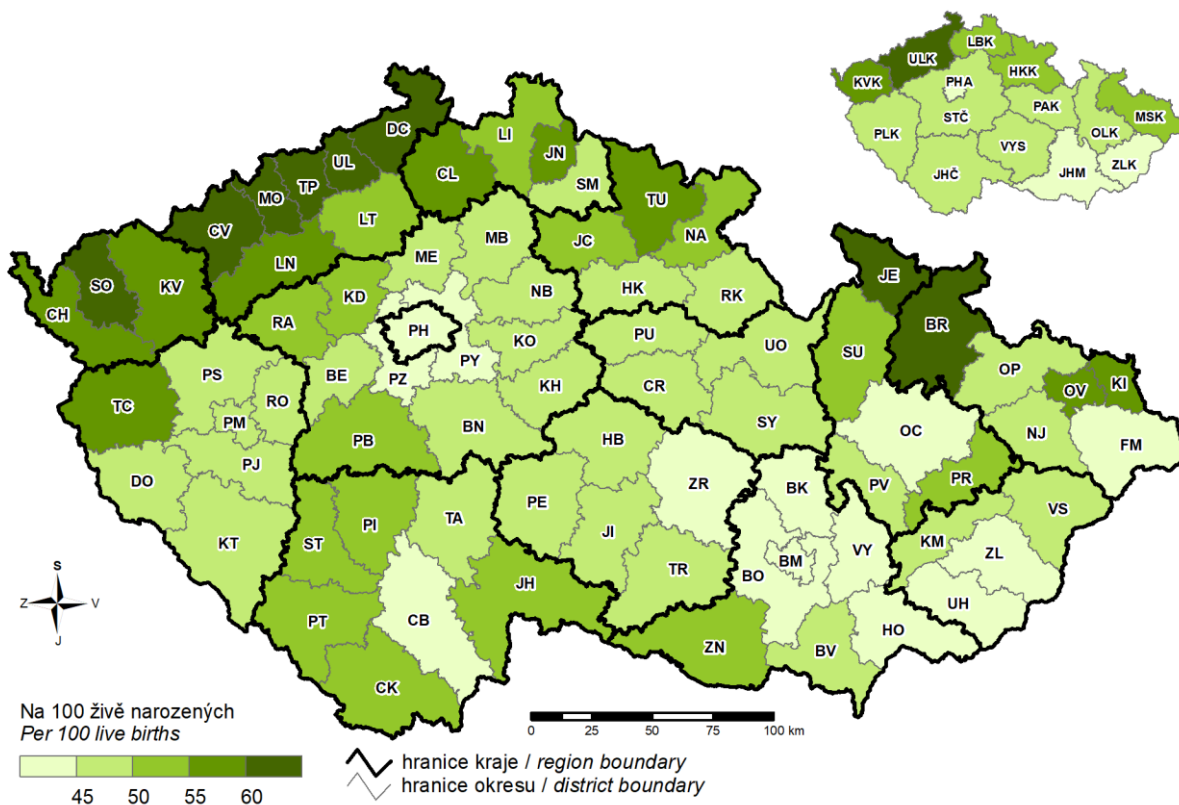 DC
LI
UL
JN
CL
TP
MO
SM
TU
LT
CV
MB
JC
NA
ME
LN
SO
KV
KD
NB
HK
RK
CH
RA
PH
KO
PU
UO
JE
BR
SU
PY
BE
PZ
KH
CR
PS
RO
TC
PM
OP
OV
KI
BN
SY
PB
HB
OC
NJ
FM
PJ
DO
ZR
PR
PE
BK
PV
VS
KT
PI
TA
ST
JI
VY
KM
ZL
BM
BO
TR
JH
UH
PT
CB
HO
ZN
BV
CK
LBK
ULK
HKK
KVK
PHA
PAK
MSK
STČ
PLK
OLK
VYS
ZLK
JHČ
JHM
S
Z V
J
Na 100 živě narozených
Per 100 live births
45 50 55 60
0 25 50 75 100 km
hranice kraje / region boundary
hranice okresu / district boundary